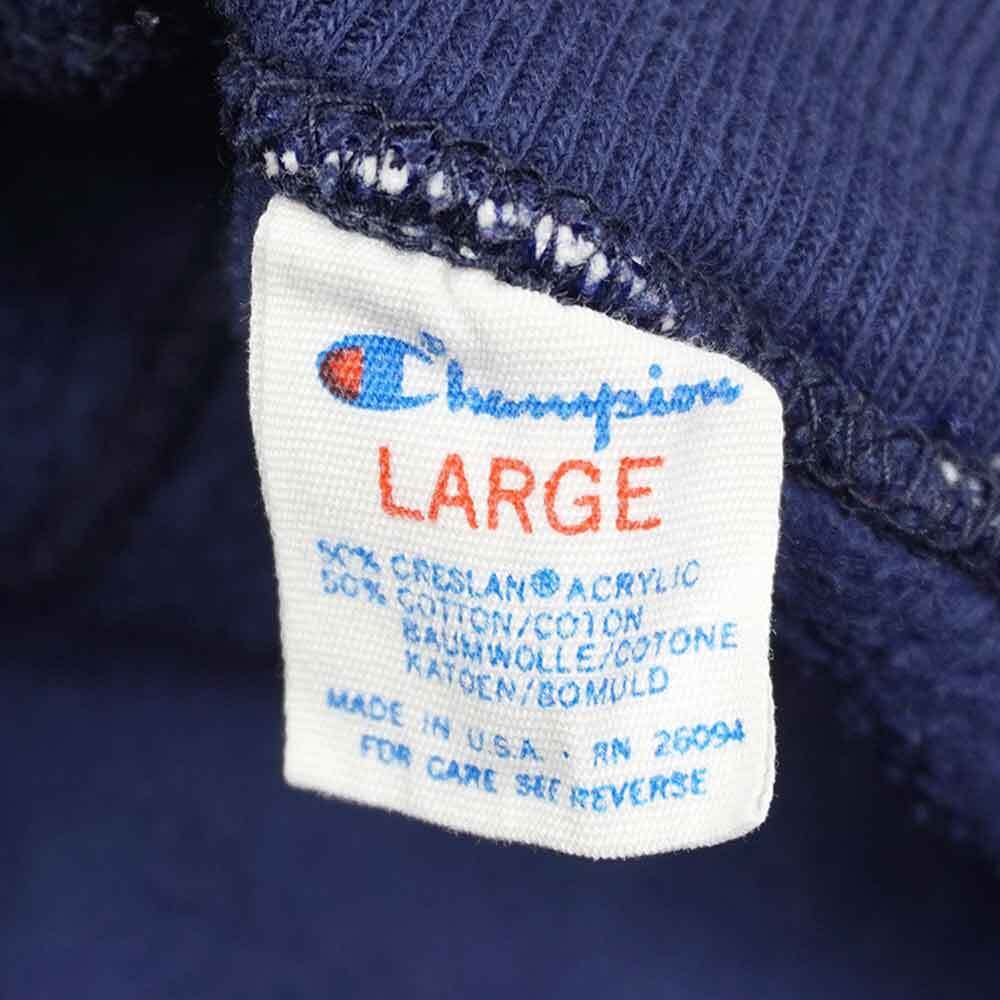 Champion
LARGE
50% CRESLAN® ACRYLIC
50% COTTON/COTON
BAUMWOLLE/COTONE
KATOEN/BOMULD
MADE IN U.S.A. · RN 26094
FOR CARE SEE REVERSE